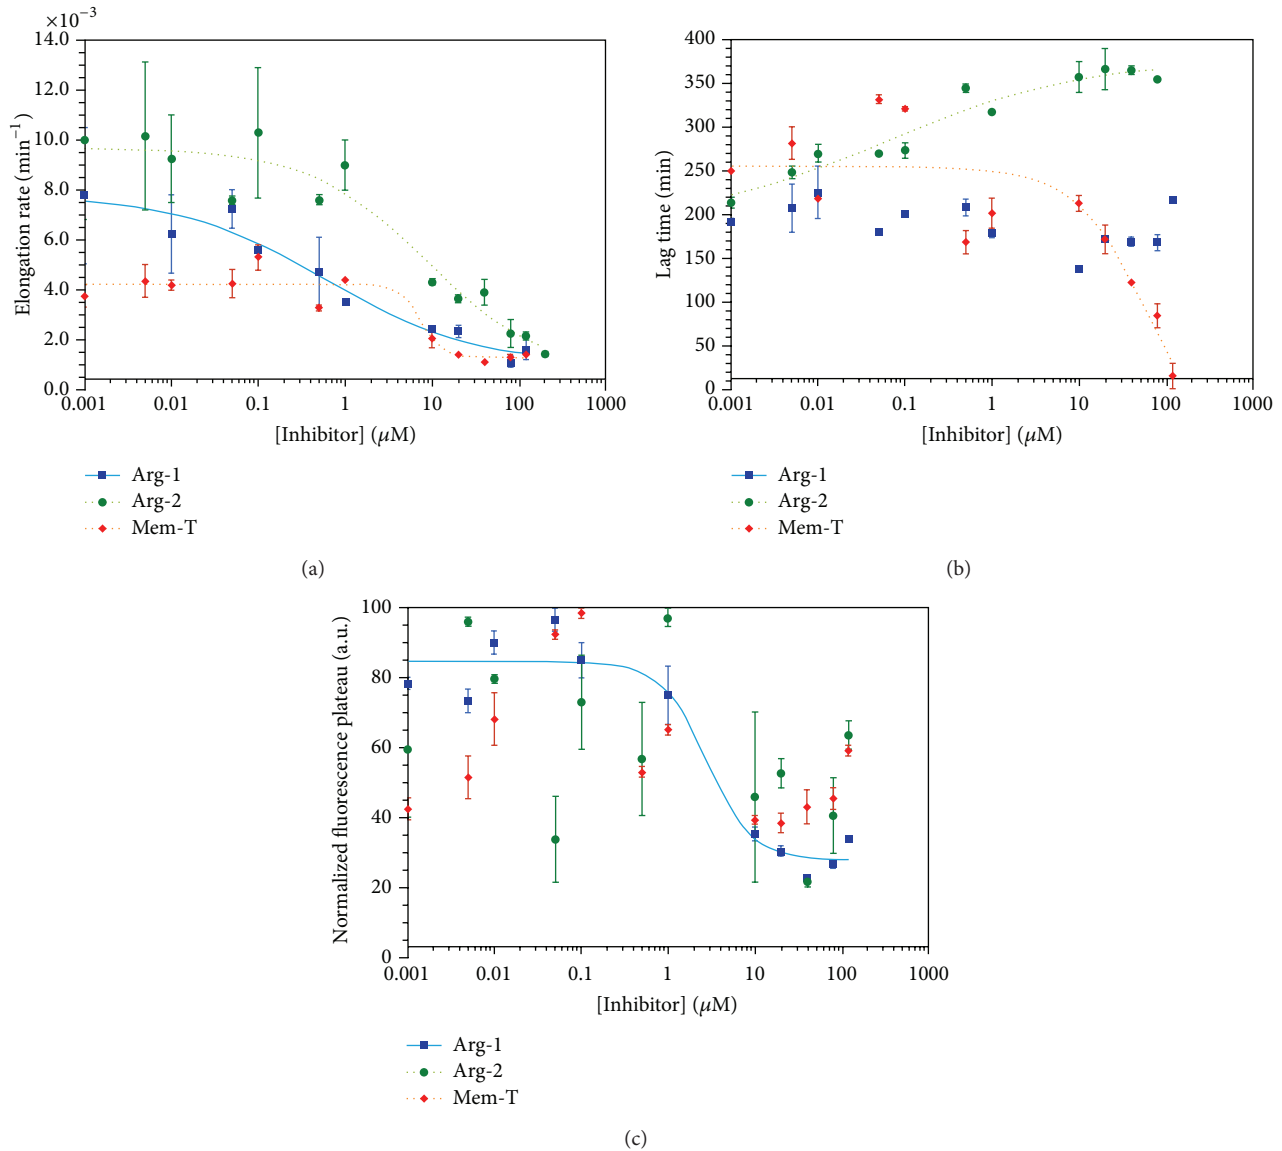 ×10−3
14.0
12.0
10.0
8.0
6.0
4.0
2.0
0.0
Elongation rate (min−1)
0.001 0.01 0.1 1 10 100 1000
[Inhibitor] (μM)
Arg-1
Arg-2
Mem-T
(a)
400
350
300
250
200
150
100
50
0
Lag time (min)
0.001 0.01 0.1 1 10 100 1000
[Inhibitor] (μM)
Arg-1
Arg-2
Mem-T
(b)
100
80
60
40
20
0
Normalized fluorescence plateau (a.u.)
0.001 0.01 0.1 1 10 100 1000
[Inhibitor] (μM)
Arg-1
Arg-2
Mem-T
(c)